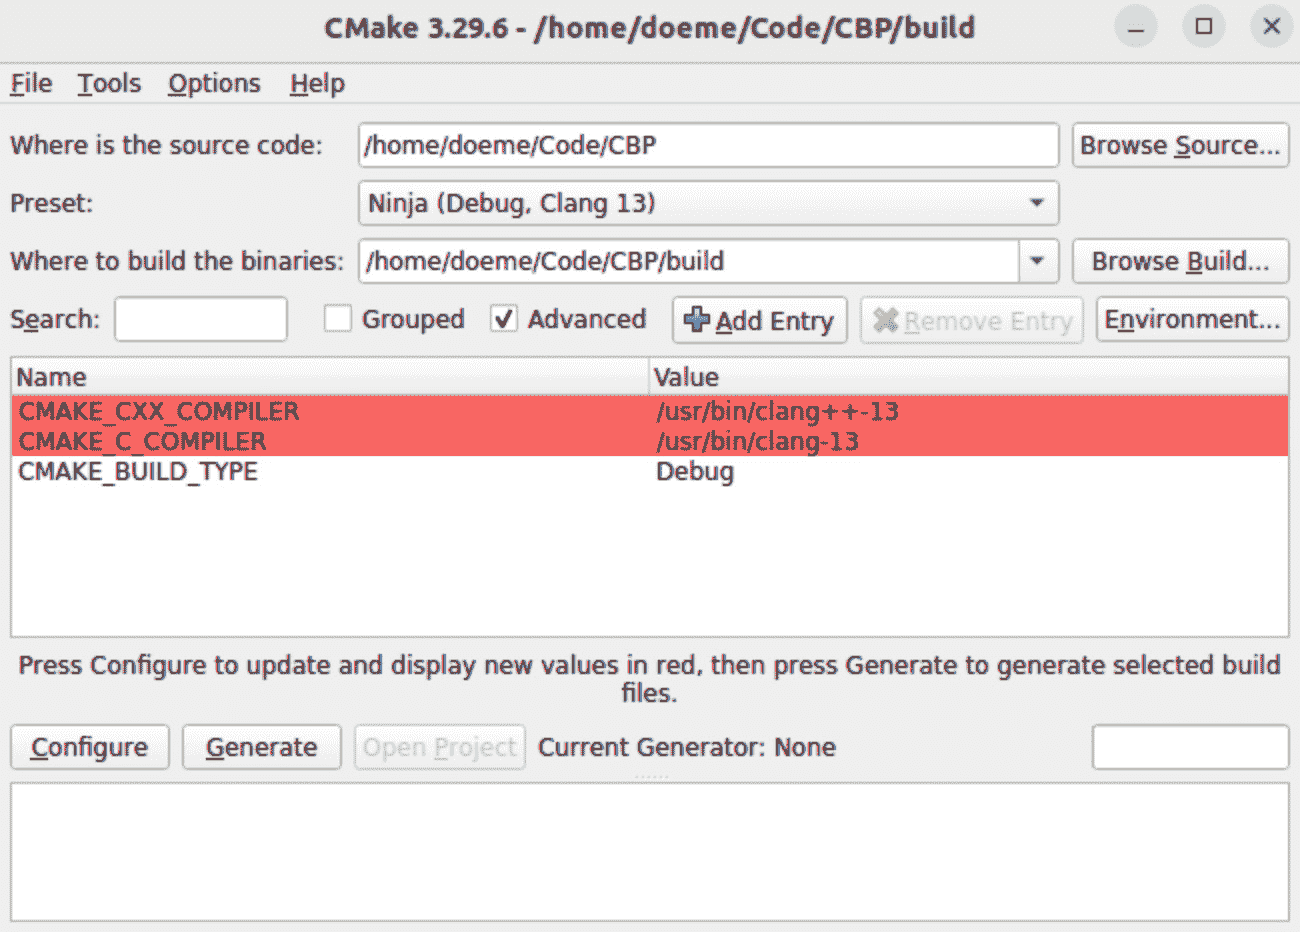 CMake 3.29.6 - /home/doeme/Code/CBP/build
File Tools Options Help
Where is the source code: /home/doeme/Code/CBP Browse Source...
Preset: Ninja (Debug, Clang 13)
Where to build the binaries: /home/doeme/Code/CBP/build Browse Build...
Search: Grouped Advanced Add Entry Remove Entry Environment...
Name Value
CMAKE_CXX_COMPILER /usr/bin/clang++-13
CMAKE_C_COMPILER /usr/bin/clang-13
CMAKE_BUILD_TYPE Debug
Press Configure to update and display new values in red, then press Generate to generate selected build
files.
Configure Generate Open Project Current Generator: None